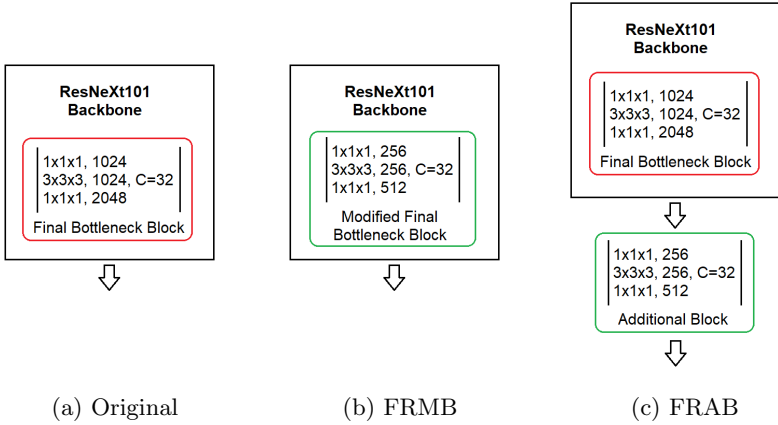 ResNeXt101
Backbone
1x1x1, 1024
3x3x3, 1024, C=32
1x1x1, 2048
Final Bottleneck Block
(a) Original
ResNeXt101
Backbone
1x1x1, 256
3x3x3, 256, C=32
1x1x1, 512
Modified Final
Bottleneck Block
(b) FRMB
ResNeXt101
Backbone
1x1x1, 1024
3x3x3, 1024, C=32
1x1x1, 2048
Final Bottleneck Block
1x1x1, 256
3x3x3, 256, C=32
1x1x1, 512
Additional Block
(c) FRAB